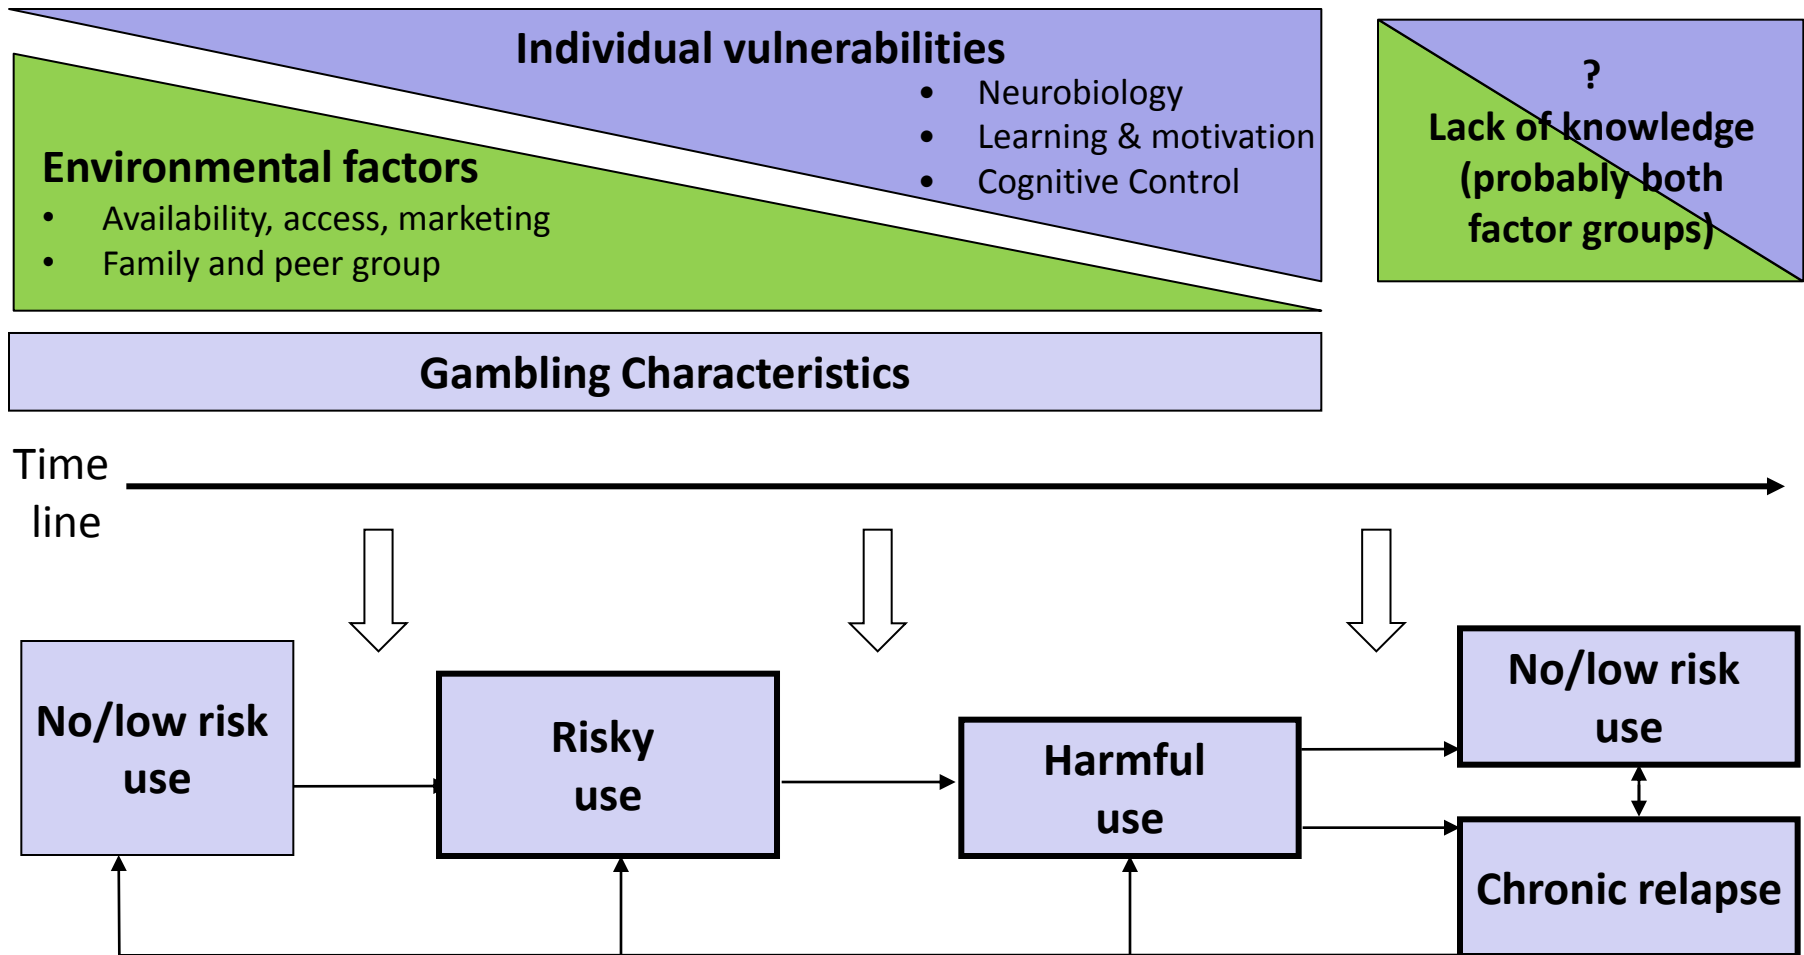 Individual vulnerabilities
• Neurobiology
• Learning & motivation
• Cognitive Control
Environmental factors
• Availability, access, marketing
• Family and peer group
?
Lack of knowledge
(probably both
factor groups)
Gambling Characteristics
Time
line
No/low risk
use
Risky
use
Harmful
use
No/low risk
use
Chronic relapse